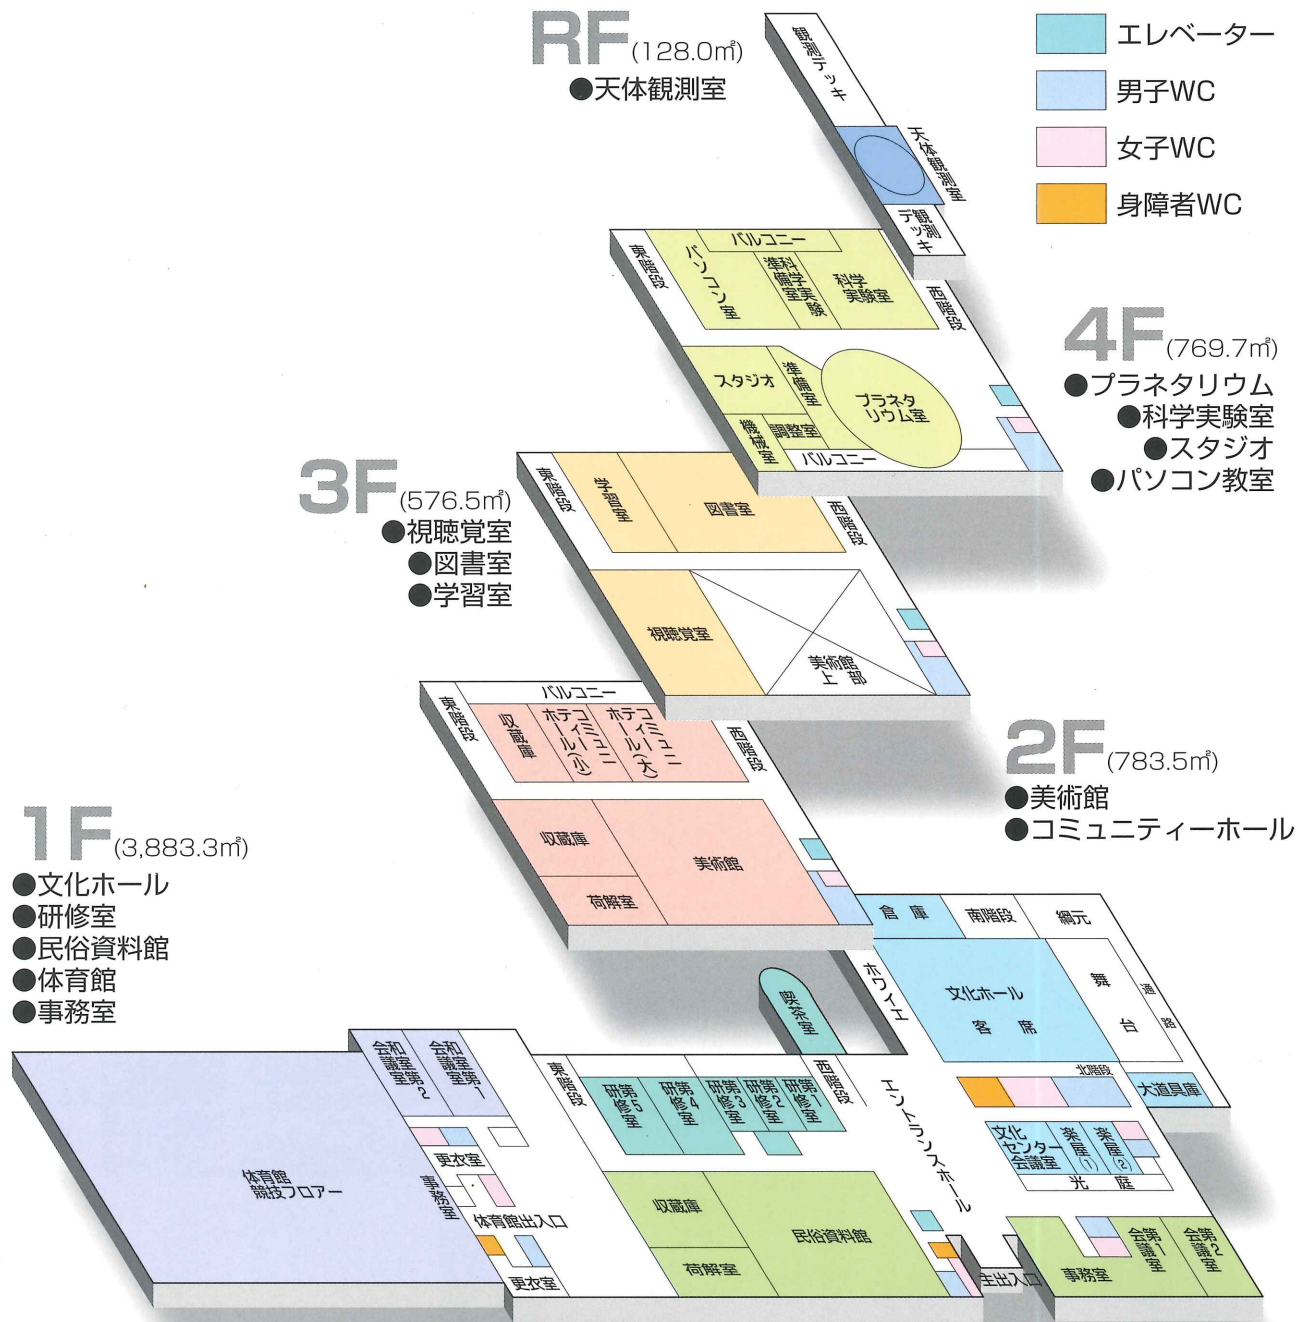 RF(128.0㎡)
●天体観測室
エレベーター
男子WC
女子WC
身障者WC
観測デッキ
天体観測室
観測デッキ
4F(769.7㎡)
●プラネタリウム
●科学実験室
●スタジオ
●パソコン教室
東階段
パソコン室
バルコニー
科学実験
準備室
科学
実験室
西階段
スタジオ
準備室
プラネタ
リウム室
機械室
調整室
バルコニー
3F(576.5㎡)
●視聴覚室
●図書室
●学習室
東階段
学習室
図書室
西階段
視聴覚室
美術館
上部
2F(783.5㎡)
●美術館
●コミュニティーホール
東階段
バルコニー
収蔵庫
コミュニ
ティー
ホール(小)
コミュニ
ティー
ホール(大)
西階段
収蔵庫
荷解室
美術館
1F(3,883.3㎡)
●文化ホール
●研修室
●民俗資料館
●体育館
●事務室
倉庫
南階段
綱元
ホワイエ
文化ホール
客席
舞台
通路
喫茶室
北階段
大道具庫
文化
センター
会議室
楽屋(1)
楽屋(2)
光庭
和室第2
会議室
和室第1
会議室
東階段
第5
研修室
第4
研修室
第3
研修室
第2
研修室
第1
研修室
西階段
エントランスホール
体育館
競技フロアー
更衣室
事務室
体育館出入口
更衣室
収蔵庫
荷解室
民俗資料館
主出入口
事務室
第1
会議室
第2
会議室